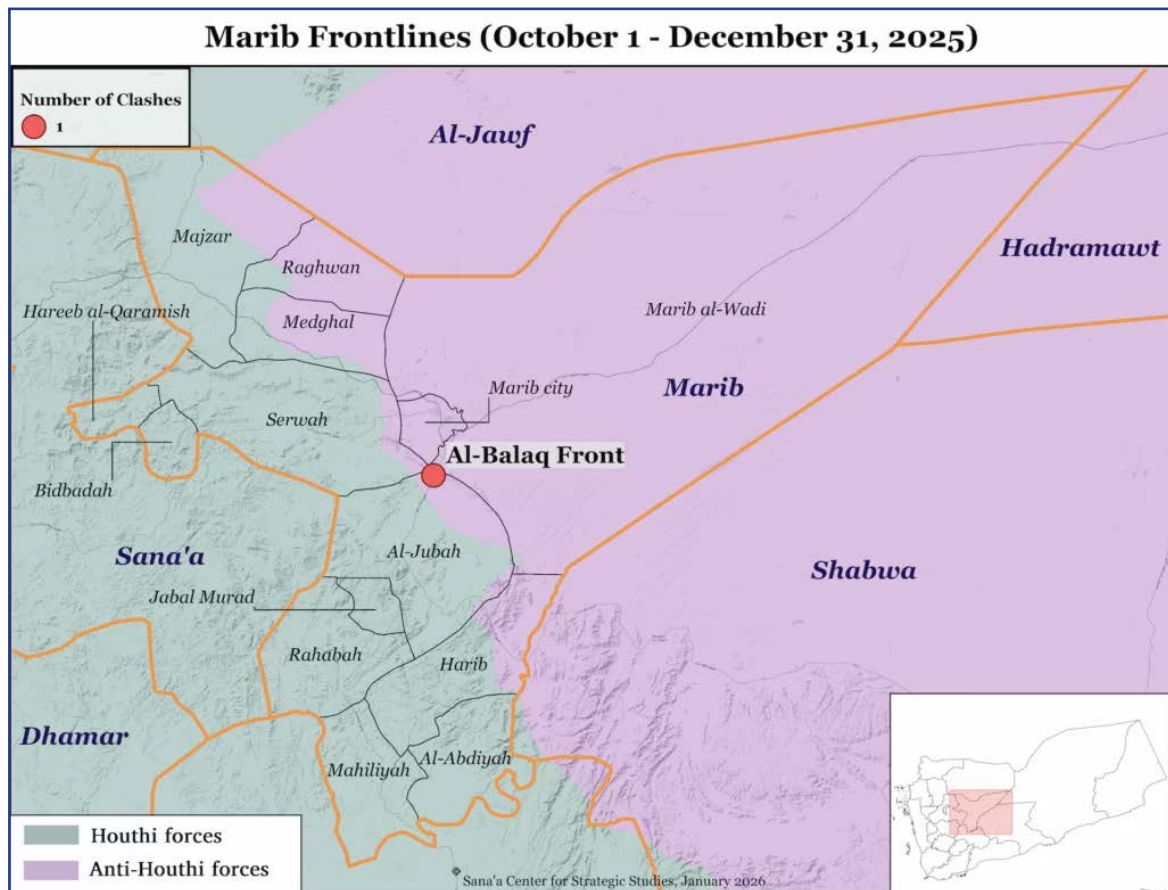 Marib Frontlines (October 1 - December 31, 2025)
Number of Clashes
1
Al-Jawf
Majzar
Raghwan
Hadramawt
Hareeb al-Qaramish
Medghal
Marib al-Wadi
Marib city
Marib
Serwah
Al-Balaq Front
Bidbadah
Sana'a
Al-Jubah
Shabwa
Jabal Murad
Rahabah
Harib
Dhamar
Mahiliyah
Al-Abdiyah
Houthi forces
Anti-Houthi forces
Sana'a Center for Strategic Studies, January 2026